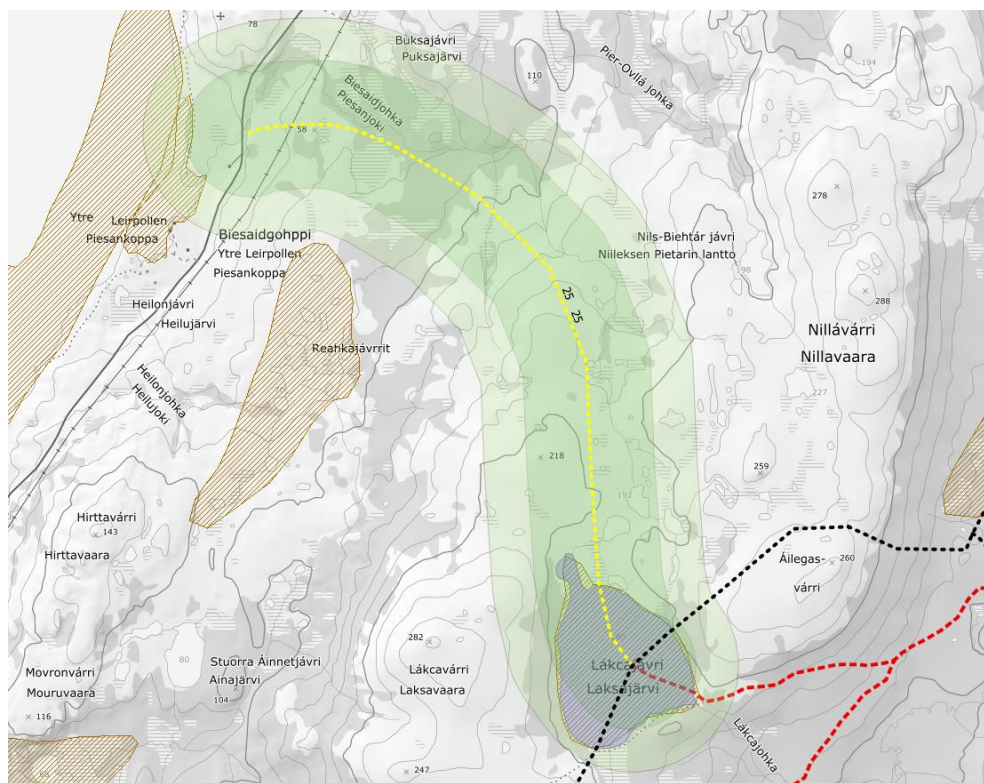 78
Buksajávri
Puksajärvi
Pier-Ovllá johka
194
110
Biesaidjohka
Piesanjoki
58
278
Ytre
Leirpollen
Piesankoppa
Biesaidgohppi
Ytre Leirpollen
Piesankoppa
Nils-Biehtár jávri
Niileksen Pietarin lantto
198
288
25
25
Heilonjávri
Heilujärvi
Nillávárri
Nillavaara
Reahkajávrrit
Heilonjohka
Heilujoki
70
227
218
259
192
Hirttavárri
143
Hirttavaara
Áilegas-
várri
260
282
Lákcavárri
Laksavaara
Lákcajávri
Laksajärvi
Movronvárri
Mouruvaara
116
80
Stuorra Áinnetjávri
Ainajärvi
104
Lákcajohka
68
247